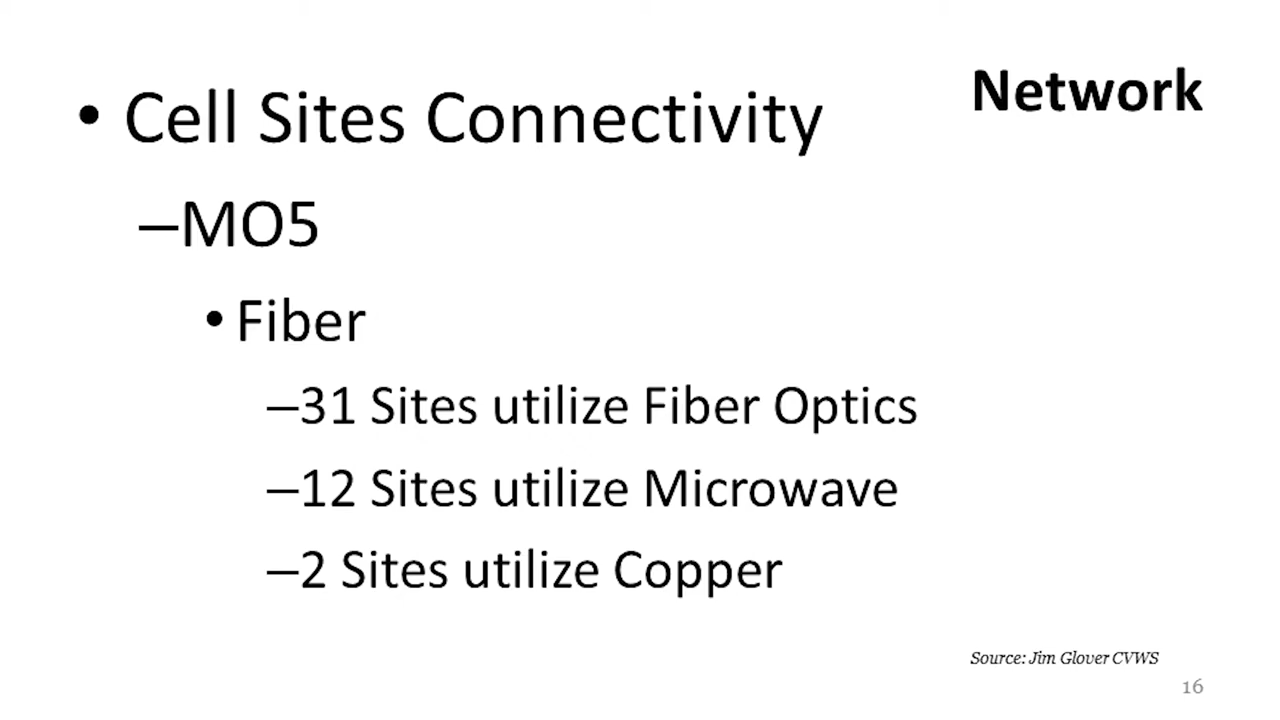 Network
• Cell Sites Connectivity
–MO5
• Fiber
–31 Sites utilize Fiber Optics
–12 Sites utilize Microwave
–2 Sites utilize Copper
Source: Jim Glover CVWS
16